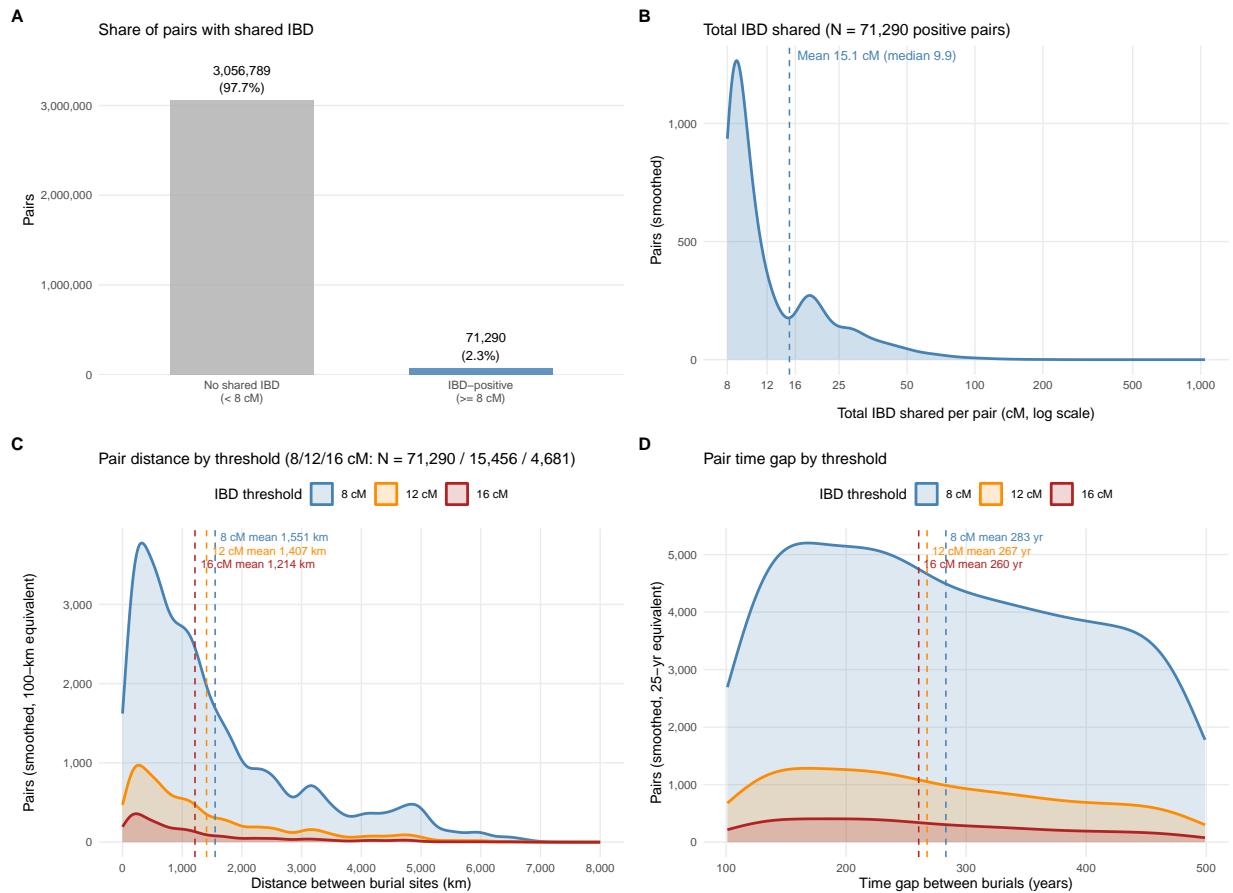 A
Share of pairs with shared IBD
3,056,789
(97.7%)
71,290
(2.3%)
Pairs
3,000,000
2,000,000
1,000,000
0
No shared IBD
(< 8 cM)
IBD−positive
(>= 8 cM)
B
Total IBD shared (N = 71,290 positive pairs)
Mean 15.1 cM (median 9.9)
Pairs (smoothed)
1,000
500
0
8 12 16 25 50 100 200 500 1,000
Total IBD shared per pair (cM, log scale)
C
Pair distance by threshold (8/12/16 cM: N = 71,290 / 15,456 / 4,681)
IBD threshold 8 cM 12 cM 16 cM
8 cM mean 1,551 km
12 cM mean 1,407 km
16 cM mean 1,214 km
Pairs (smoothed, 100−km equivalent)
3,000
2,000
1,000
0
0 1,000 2,000 3,000 4,000 5,000 6,000 7,000 8,000
Distance between burial sites (km)
D
Pair time gap by threshold
IBD threshold 8 cM 12 cM 16 cM
8 cM mean 283 yr
12 cM mean 267 yr
16 cM mean 260 yr
Pairs (smoothed, 25−yr equivalent)
5,000
4,000
3,000
2,000
1,000
0
100 200 300 400 500
Time gap between burials (years)